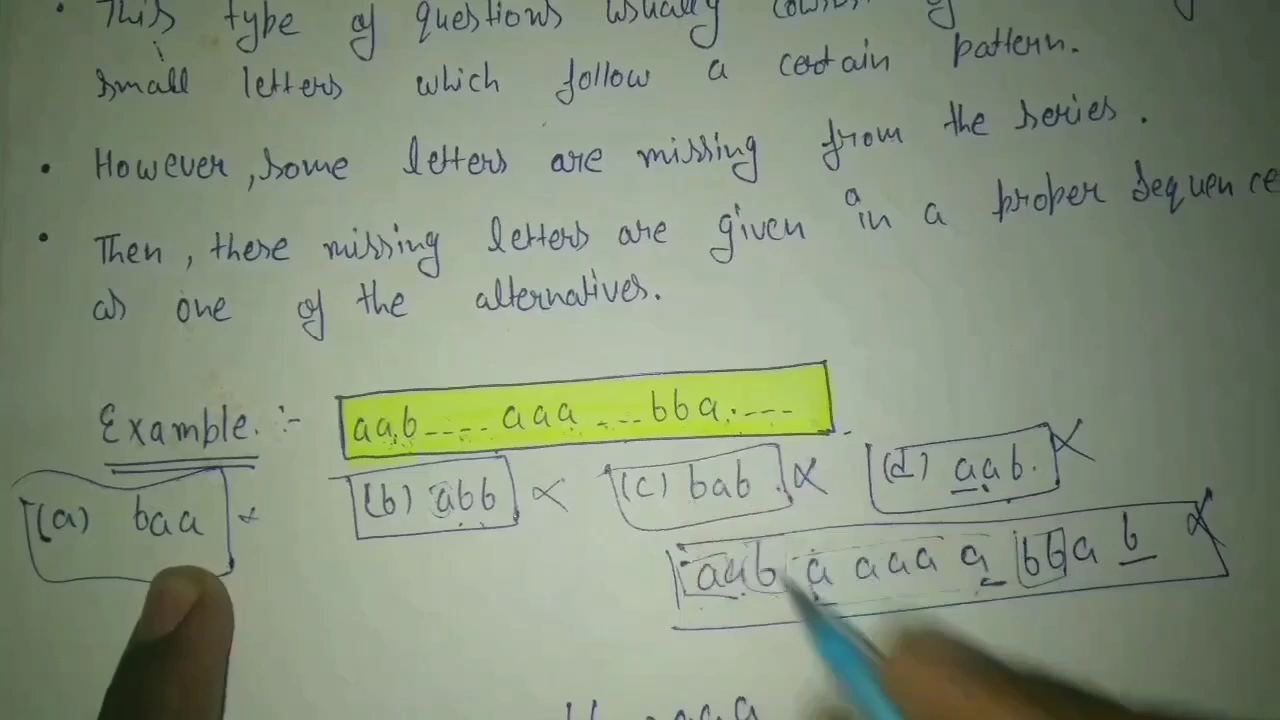 • This type of questions usually
small letters which follow a certain pattern.
• However, some letters are missing from the series.
• Then, these missing letters are given in a proper sequence
as one of the alternatives.
Examble :- aab.... aaa ....bba.---
(a) baa (b) abb (c) bab. (d) aab.
aab a aaa a bba b